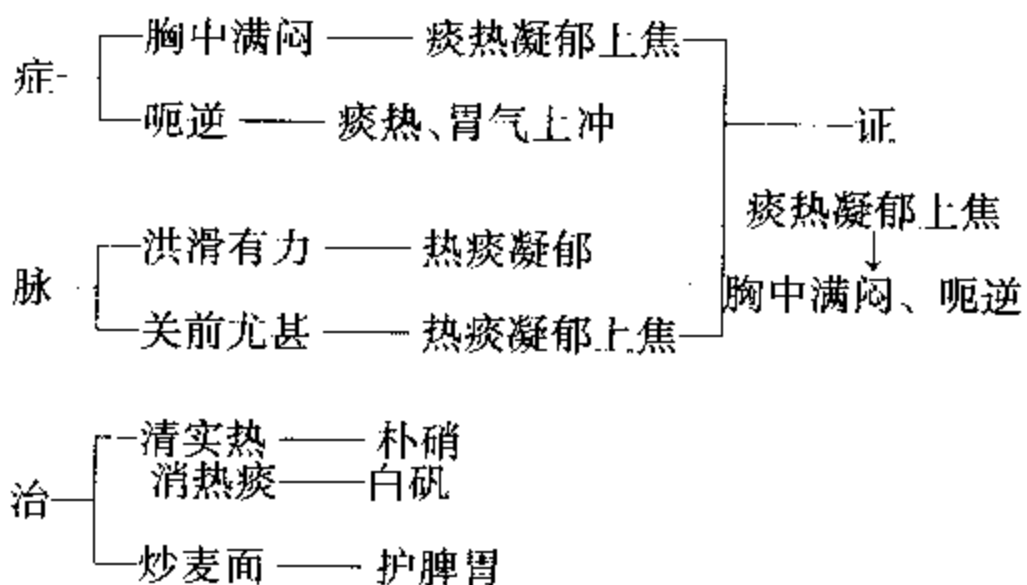 症 胸中满闷 痰热凝郁上焦
呃逆 痰热、胃气上冲 证
痰热凝郁上焦
脉 洪滑有力 热痰凝郁
胸中满闷、呃逆
关前尤甚 热痰凝郁上焦
治 清实热 朴硝
消热痰 白矾
炒麦面 护脾胃